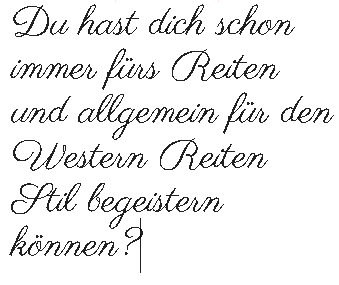 Du hast dich schon
immer fürs Reiten
und allgemein für den
Western Reiten
Stil begeistern
können?